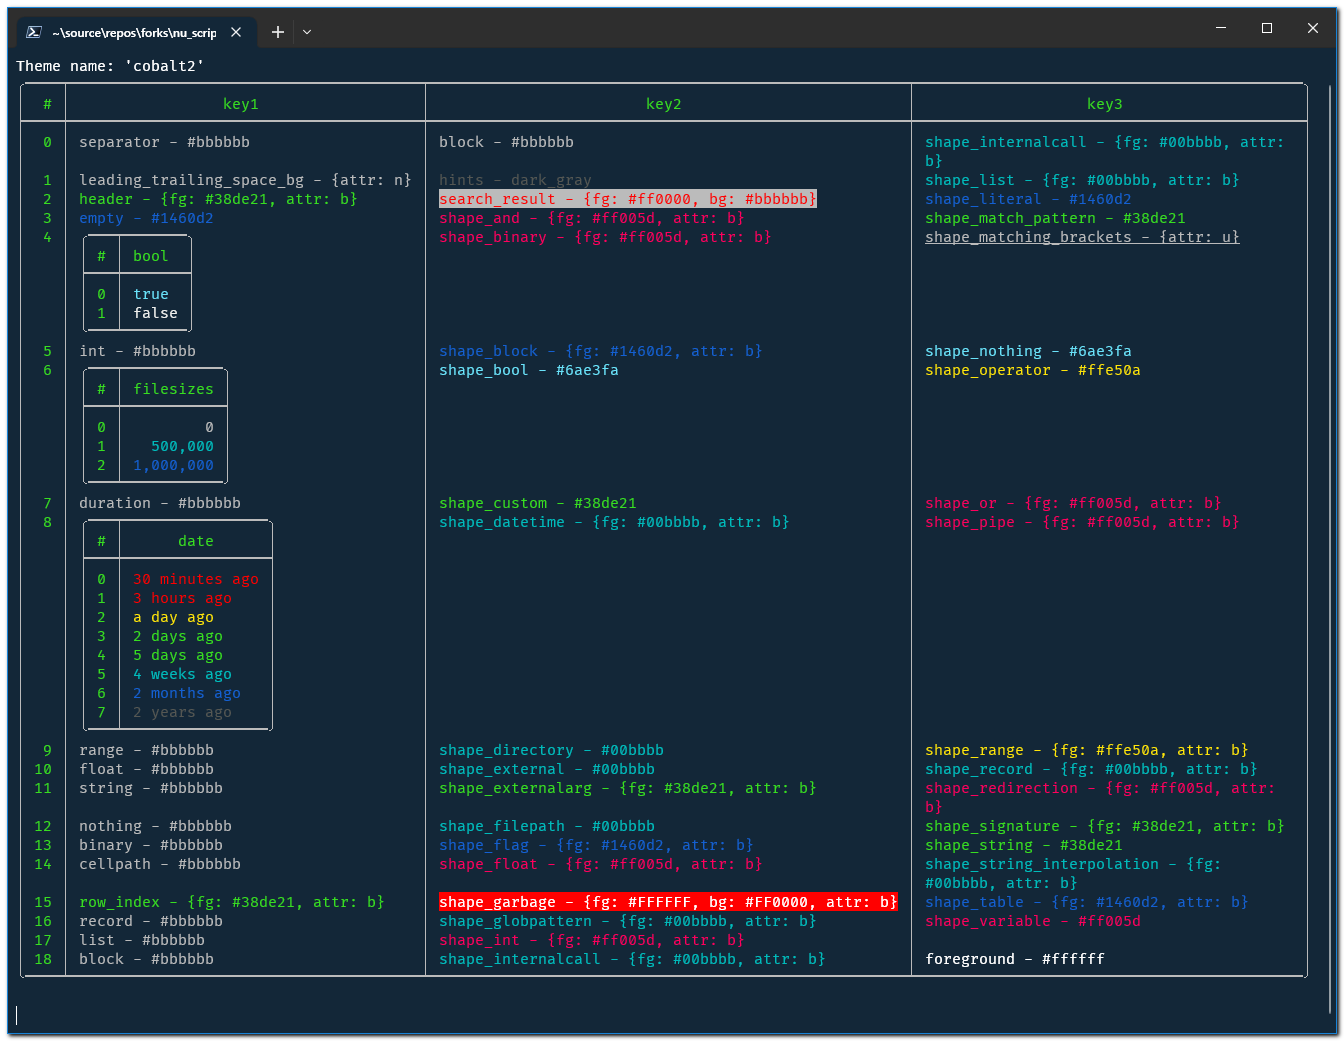 ~\source\repos\forks\nu_scrip
Theme name: 'cobalt2'
# key1 key2 key3
0 separator - #bbbbbb block - #bbbbbb shape_internalcall - {fg: #00bbbb, attr:
b}
1 leading_trailing_space_bg - {attr: n} hints - dark_gray shape_list - {fg: #00bbbb, attr: b}
2 header - {fg: #38de21, attr: b} search_result - {fg: #ff0000, bg: #bbbbbb} shape_literal - #1460d2
3 empty - #1460d2 shape_and - {fg: #ff005d, attr: b} shape_match_pattern - #38de21
4 shape_binary - {fg: #ff005d, attr: b} shape_matching_brackets - {attr: u}
# bool
0 true
1 false
5 int - #bbbbbb shape_block - {fg: #1460d2, attr: b} shape_nothing - #6ae3fa
6 shape_bool - #6ae3fa shape_operator - #ffe50a
# filesizes
0 0
1 500,000
2 1,000,000
7 duration - #bbbbbb shape_custom - #38de21 shape_or - {fg: #ff005d, attr: b}
8 shape_datetime - {fg: #00bbbb, attr: b} shape_pipe - {fg: #ff005d, attr: b}
# date
0 30 minutes ago
1 3 hours ago
2 a day ago
3 2 days ago
4 5 days ago
5 4 weeks ago
6 2 months ago
7 2 years ago
9 range - #bbbbbb shape_directory - #00bbbb shape_range - {fg: #ffe50a, attr: b}
10 float - #bbbbbb shape_external - #00bbbb shape_record - {fg: #00bbbb, attr: b}
11 string - #bbbbbb shape_externalarg - {fg: #38de21, attr: b} shape_redirection - {fg: #ff005d, attr:
b}
12 nothing - #bbbbbb shape_filepath - #00bbbb shape_signature - {fg: #38de21, attr: b}
13 binary - #bbbbbb shape_flag - {fg: #1460d2, attr: b} shape_string - #38de21
14 cellpath - #bbbbbb shape_float - {fg: #ff005d, attr: b} shape_string_interpolation - {fg:
#00bbbb, attr: b}
15 row_index - {fg: #38de21, attr: b} shape_garbage - {fg: #FFFFFF, bg: #FF0000, attr: b} shape_table - {fg: #1460d2, attr: b}
16 record - #bbbbbb shape_globpattern - {fg: #00bbbb, attr: b} shape_variable - #ff005d
17 list - #bbbbbb shape_int - {fg: #ff005d, attr: b}
18 block - #bbbbbb shape_internalcall - {fg: #00bbbb, attr: b} foreground - #ffffff